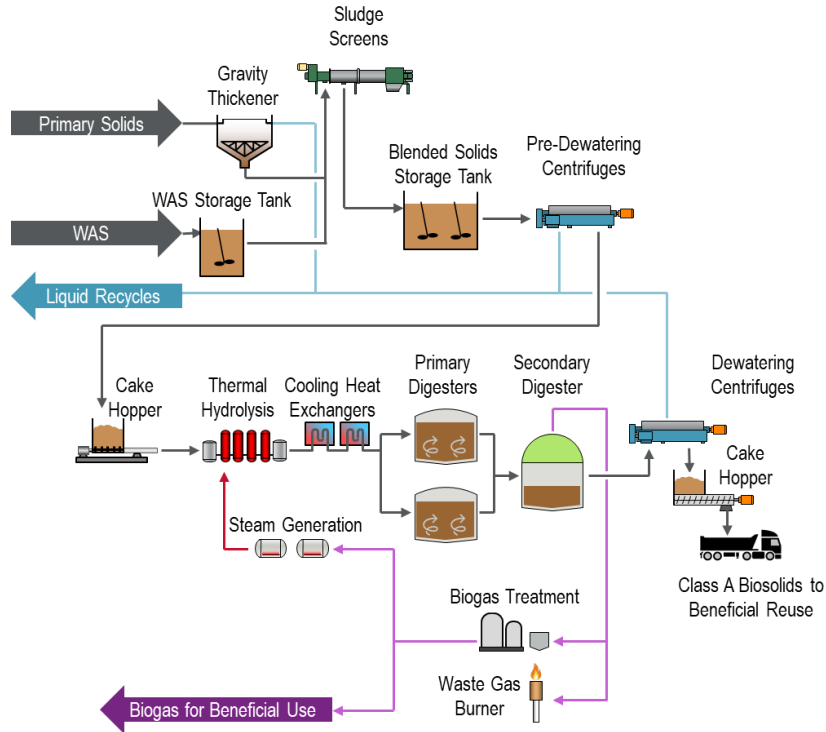 Sludge
Screens
Gravity
Thickener
Primary Solids
Blended Solids
Storage Tank
Pre-Dewatering
Centrifuges
WAS Storage Tank
WAS
Liquid Recycles
Cake
Hopper
Thermal
Hydrolysis
Cooling Heat
Exchangers
Primary
Digesters
Secondary
Digester
Dewatering
Centrifuges
Cake
Hopper
Steam Generation
Class A Biosolids to
Beneficial Reuse
Biogas Treatment
Waste Gas
Burner
Biogas for Beneficial Use